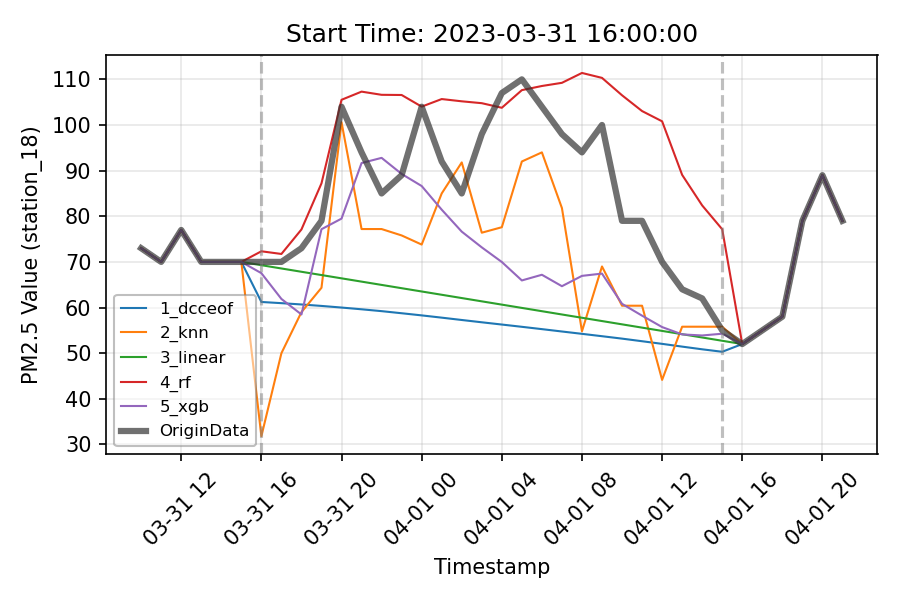 Start Time: 2023-03-31 16:00:00
PM2.5 Value (station_18)
110
100
90
80
70
60
50
40
30
1_dcceof
2_knn
3_linear
4_rf
5_xgb
OriginData
03-31 12
03-31 16
03-31 20
04-01 00
04-01 04
04-01 08
04-01 12
04-01 16
04-01 20
Timestamp